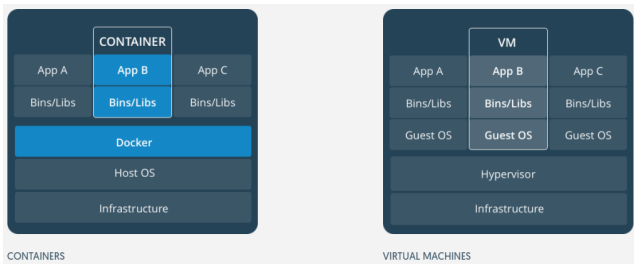 CONTAINER
App A App B App C
Bins/Libs Bins/Libs Bins/Libs
Docker
Host OS
Infrastructure
CONTAINERS
VM
App A App B App C
Bins/Libs Bins/Libs Bins/Libs
Guest OS Guest OS Guest OS
Hypervisor
Infrastructure
VIRTUAL MACHINES